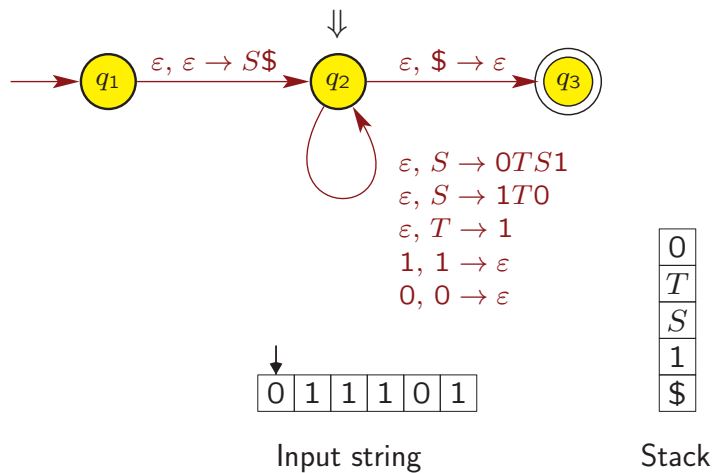 ⇓
q₁ ε, ε → S$ q₂ ε, $ → ε q₃
ε, S → 0TS1
ε, S → 1T0
ε, T → 1
1, 1 → ε
0, 0 → ε
0
T
S
1
$
0 1 1 1 0 1
Input string
Stack